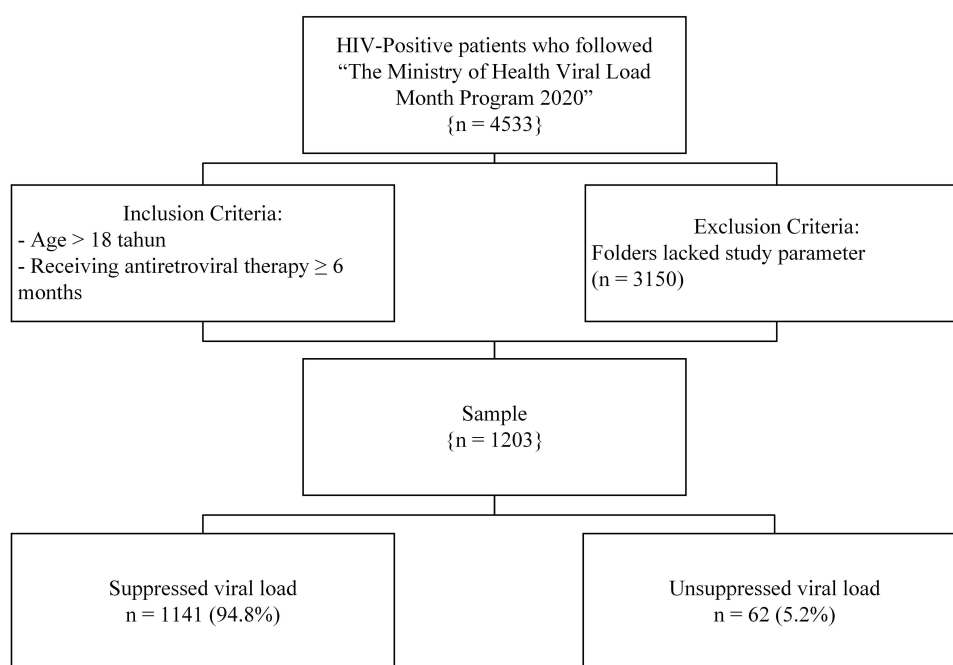 HIV-Positive patients who followed
“The Ministry of Health Viral Load
Month Program 2020”
{n = 4533}
Inclusion Criteria:
- Age > 18 tahun
- Receiving antiretroviral therapy ≥ 6
months
Exclusion Criteria:
Folders lacked study parameter
(n = 3150)
Sample
{n = 1203}
Suppressed viral load
n = 1141 (94.8%)
Unsuppressed viral load
n = 62 (5.2%)